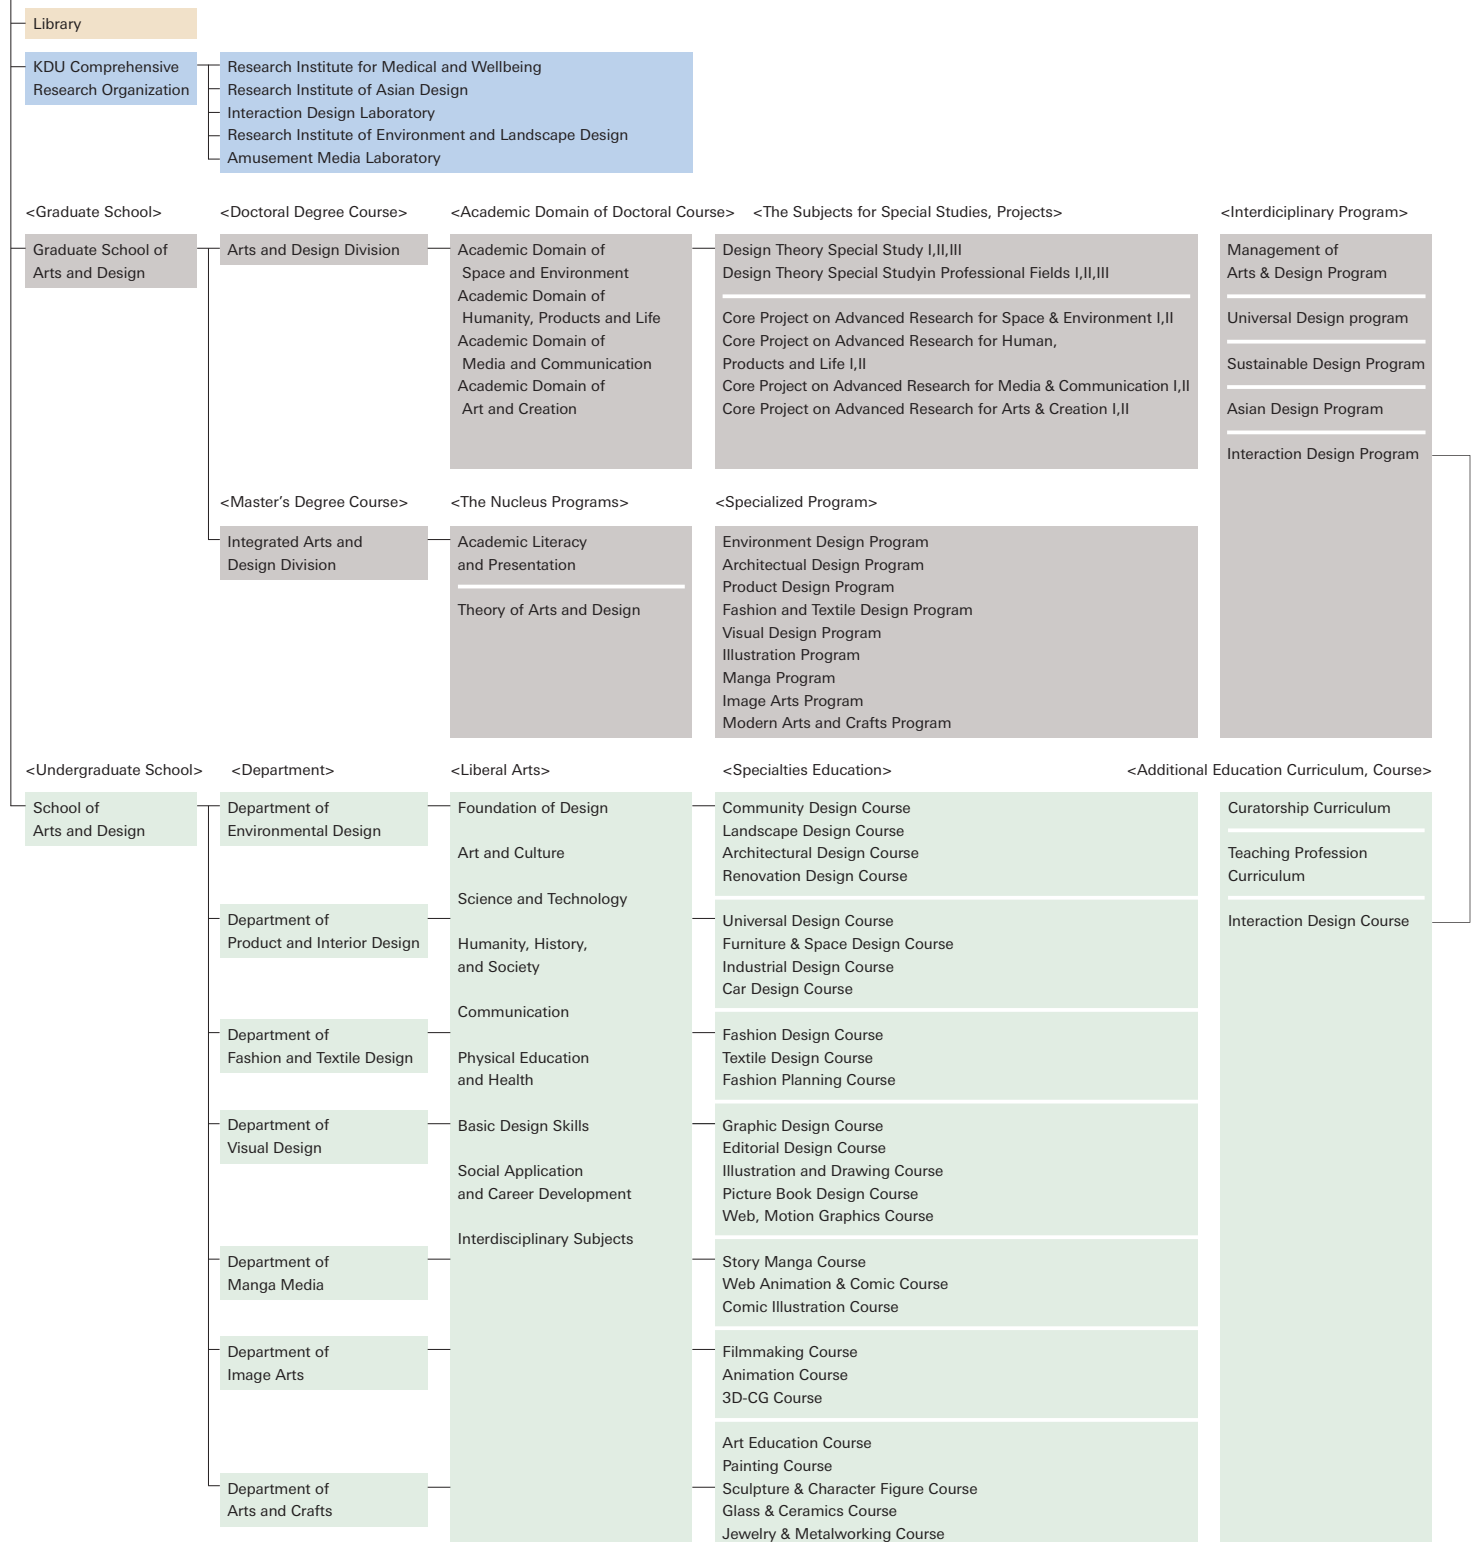 Library
KDU Comprehensive
Research Organization
Research Institute for Medical and Wellbeing
Research Institute of Asian Design
Interaction Design Laboratory
Research Institute of Environment and Landscape Design
Amusement Media Laboratory
<Graduate School>
Graduate School of
Arts and Design
<Doctoral Degree Course>
Arts and Design Division
<Academic Domain of Doctoral Course>
Academic Domain of
Space and Environment
Academic Domain of
Humanity, Products and Life
Academic Domain of
Media and Communication
Academic Domain of
Art and Creation
<The Subjects for Special Studies, Projects>
Design Theory Special Study I,II,III
Design Theory Special Studyin Professional Fields I,II,III
Core Project on Advanced Research for Space & Environment I,II
Core Project on Advanced Research for Human,
Products and Life I,II
Core Project on Advanced Research for Media & Communication I,II
Core Project on Advanced Research for Arts & Creation I,II
<Interdiciplinary Program>
Management of
Arts & Design Program
Universal Design program
Sustainable Design Program
Asian Design Program
Interaction Design Program
<Master's Degree Course>
Integrated Arts and
Design Division
<The Nucleus Programs>
Academic Literacy
and Presentation
Theory of Arts and Design
<Specialized Program>
Environment Design Program
Architectual Design Program
Product Design Program
Fashion and Textile Design Program
Visual Design Program
Illustration Program
Manga Program
Image Arts Program
Modern Arts and Crafts Program
<Undergraduate School>
School of
Arts and Design
<Department>
Department of
Environmental Design
Department of
Product and Interior Design
Department of
Fashion and Textile Design
Department of
Visual Design
Department of
Manga Media
Department of
Image Arts
Department of
Arts and Crafts
<Liberal Arts>
Foundation of Design
Art and Culture
Science and Technology
Humanity, History,
and Society
Communication
Physical Education
and Health
Basic Design Skills
Social Application
and Career Development
Interdisciplinary Subjects
<Specialties Education>
Community Design Course
Landscape Design Course
Architectural Design Course
Renovation Design Course
Universal Design Course
Furniture & Space Design Course
Industrial Design Course
Car Design Course
Fashion Design Course
Textile Design Course
Fashion Planning Course
Graphic Design Course
Editorial Design Course
Illustration and Drawing Course
Picture Book Design Course
Web, Motion Graphics Course
Story Manga Course
Web Animation & Comic Course
Comic Illustration Course
Filmmaking Course
Animation Course
3D-CG Course
Art Education Course
Painting Course
Sculpture & Character Figure Course
Glass & Ceramics Course
Jewelry & Metalworking Course
<Additional Education Curriculum, Course>
Curatorship Curriculum
Teaching Profession
Curriculum
Interaction Design Course